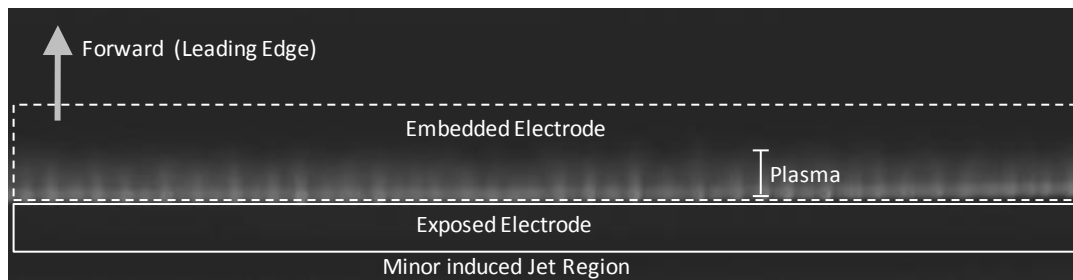 Forward (Leading Edge)
Embedded Electrode
Plasma
Exposed Electrode
Minor induced Jet Region